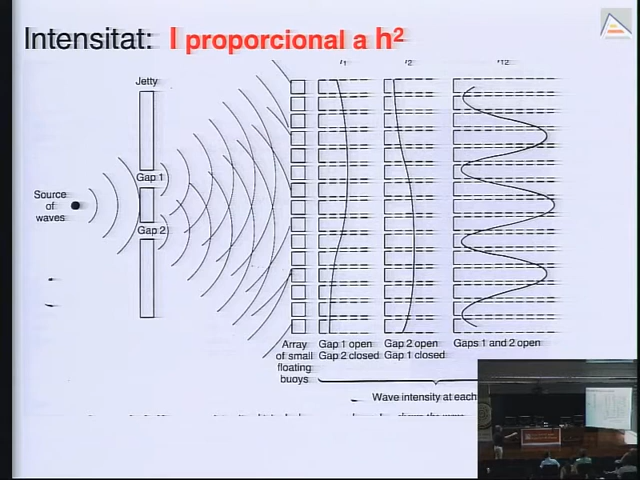 Intensitat: I proporcional a h²
Jetty
Gap 1
Source
of
waves
Gap 2
Array
of small
floating
buoys
Gap 1 open
Gap 2 closed
Gap 2 open
Gap 1 closed
Gaps 1 and 2 open
Wave intensity at each